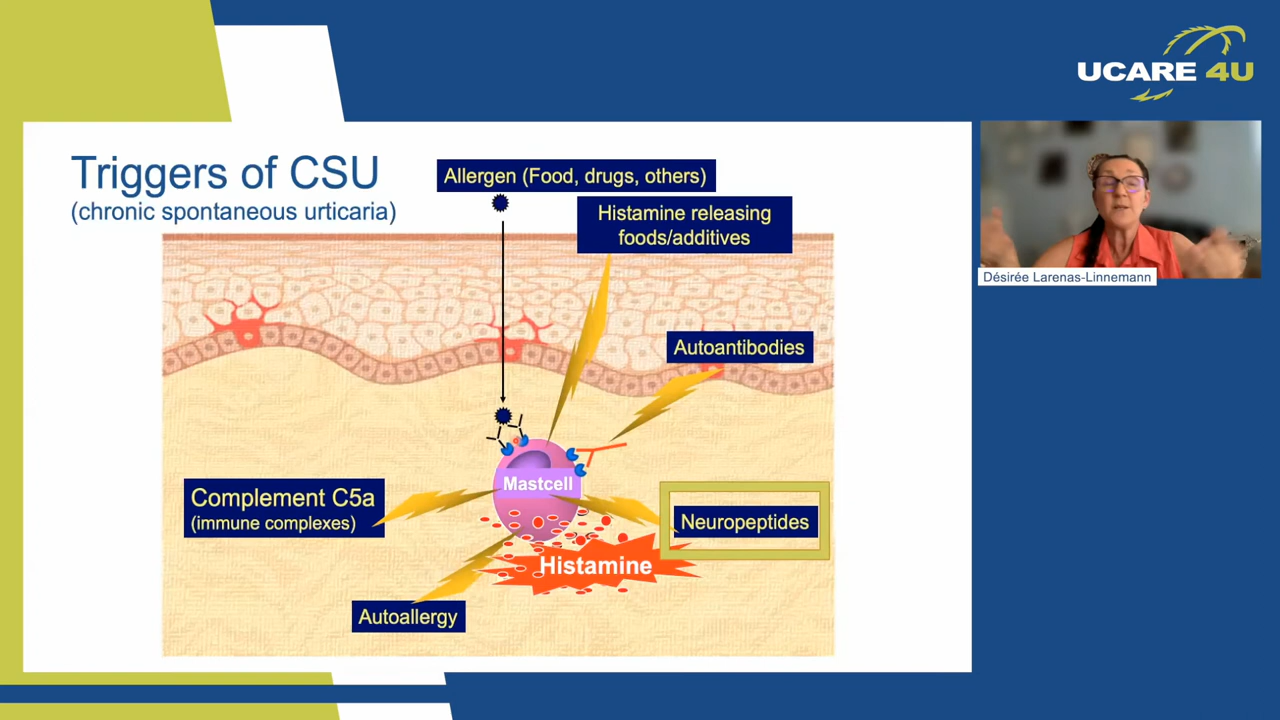 UCARE 4U
Triggers of CSU
(chronic spontaneous urticaria)
Allergen (Food, drugs, others)
Histamine releasing
foods/additives
Désirée Larenas-Linnemann
Autoantibodies
Mastcell
Complement C5a
(immune complexes)
Neuropeptides
Histamine
Autoallergy